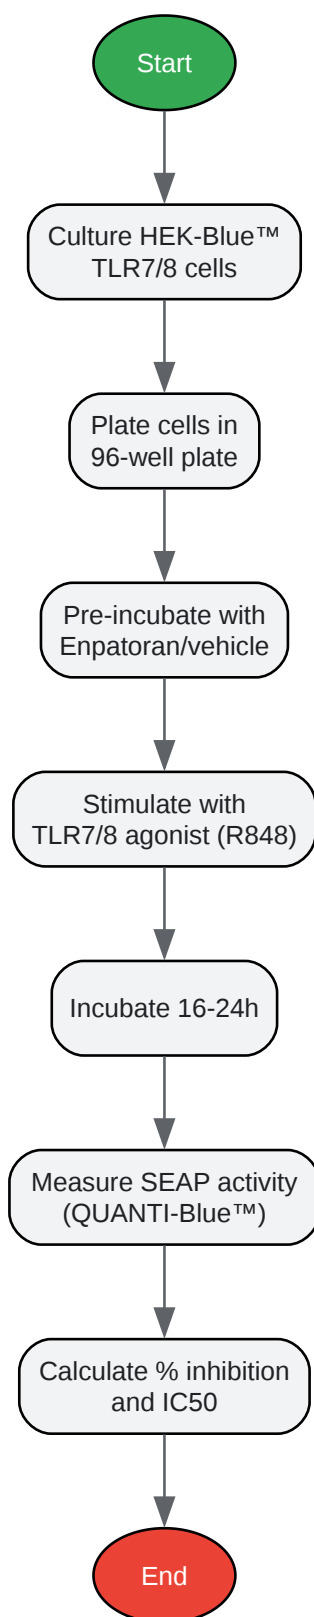 Start
Culture HEK-Blue™
TLR7/8 cells
Plate cells in
96-well plate
Pre-incubate with
Enpatoran/vehicle
Stimulate with
TLR7/8 agonist (R848)
Incubate 16-24h
Measure SEAP activity
(QUANTI-Blue™)
Calculate % inhibition
and IC50
End